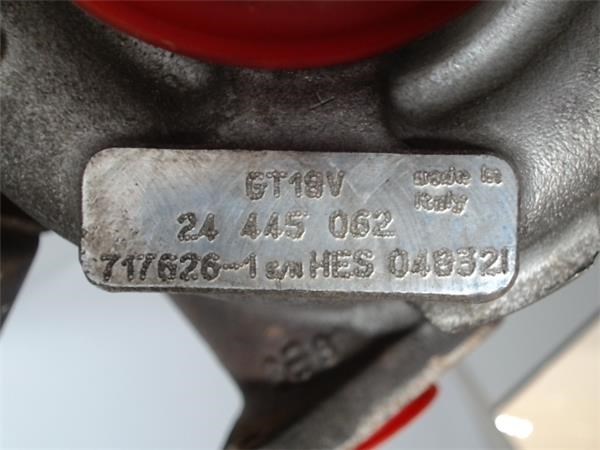 GT18V
made in
Italy
24 445 062
717626-1 S/N HES 048321